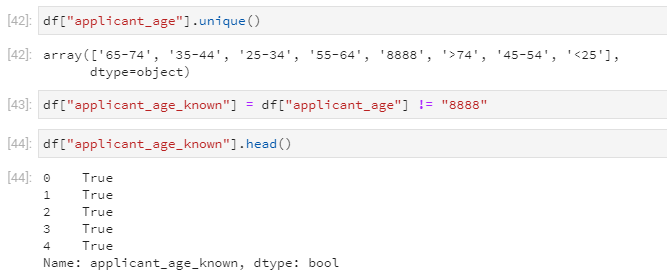 [42]: df["applicant_age"].unique()
[42]: array(['65-74', '35-44', '25-34', '55-64', '8888', '>74', '45-54', '<25'],
      dtype=object)
[43]: df["applicant_age_known"] = df["applicant_age"] != "8888"
[44]: df["applicant_age_known"].head()
[44]: 0    True
1    True
2    True
3    True
4    True
Name: applicant_age_known, dtype: bool